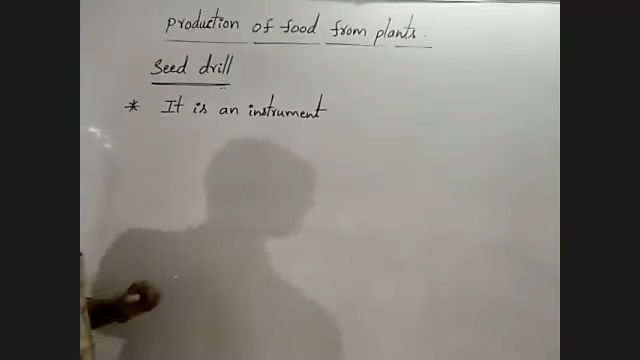 Production of food from plants.
Seed drill
* It is an instrument